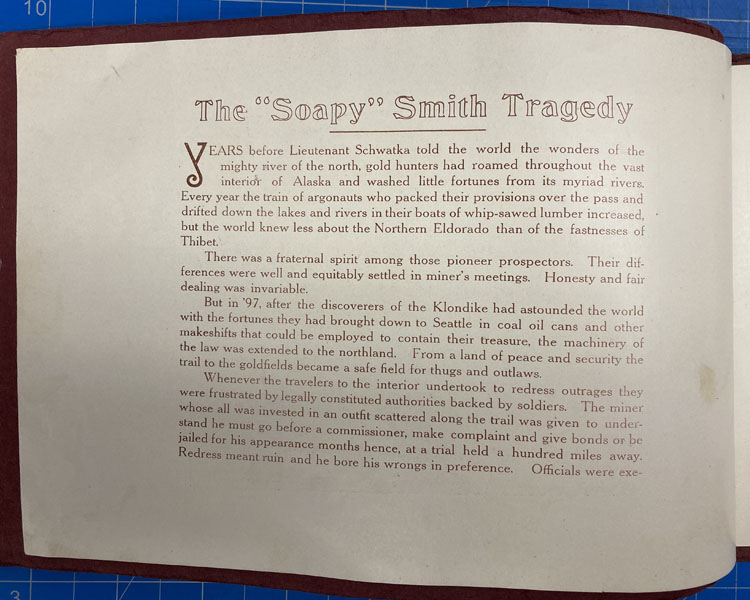 10
The "Soapy" Smith Tragedy
YEARS before Lieutenant Schwatka told the world the wonders of the
mighty river of the north, gold hunters had roamed throughout the vast
interior of Alaska and washed little fortunes from its myriad rivers.
Every year the train of argonauts who packed their provisions over the pass and
drifted down the lakes and rivers in their boats of whip-sawed lumber increased,
but the world knew less about the Northern Eldorado than of the fastnesses of
Thibet.
There was a fraternal spirit among those pioneer prospectors. Their dif-
ferences were well and equitably settled in miner's meetings. Honesty and fair
dealing was invariable.
But in '97, after the discoverers of the Klondike had astounded the world
with the fortunes they had brought down to Seattle in coal oil cans and other
makeshifts that could be employed to contain their treasure, the machinery of
the law was extended to the northland. From a land of peace and security the
trail to the goldfields became a safe field for thugs and outlaws.
Whenever the travelers to the interior undertook to redress outrages they
were frustrated by legally constituted authorities backed by soldiers. The miner
whose all was invested in an outfit scattered along the trail was given to under-
stand he must go before a commissioner, make complaint and give bonds or be
jailed for his appearance months hence, at a trial held a hundred miles away.
Redress meant ruin and he bore his wrongs in preference. Officials were exe-
3